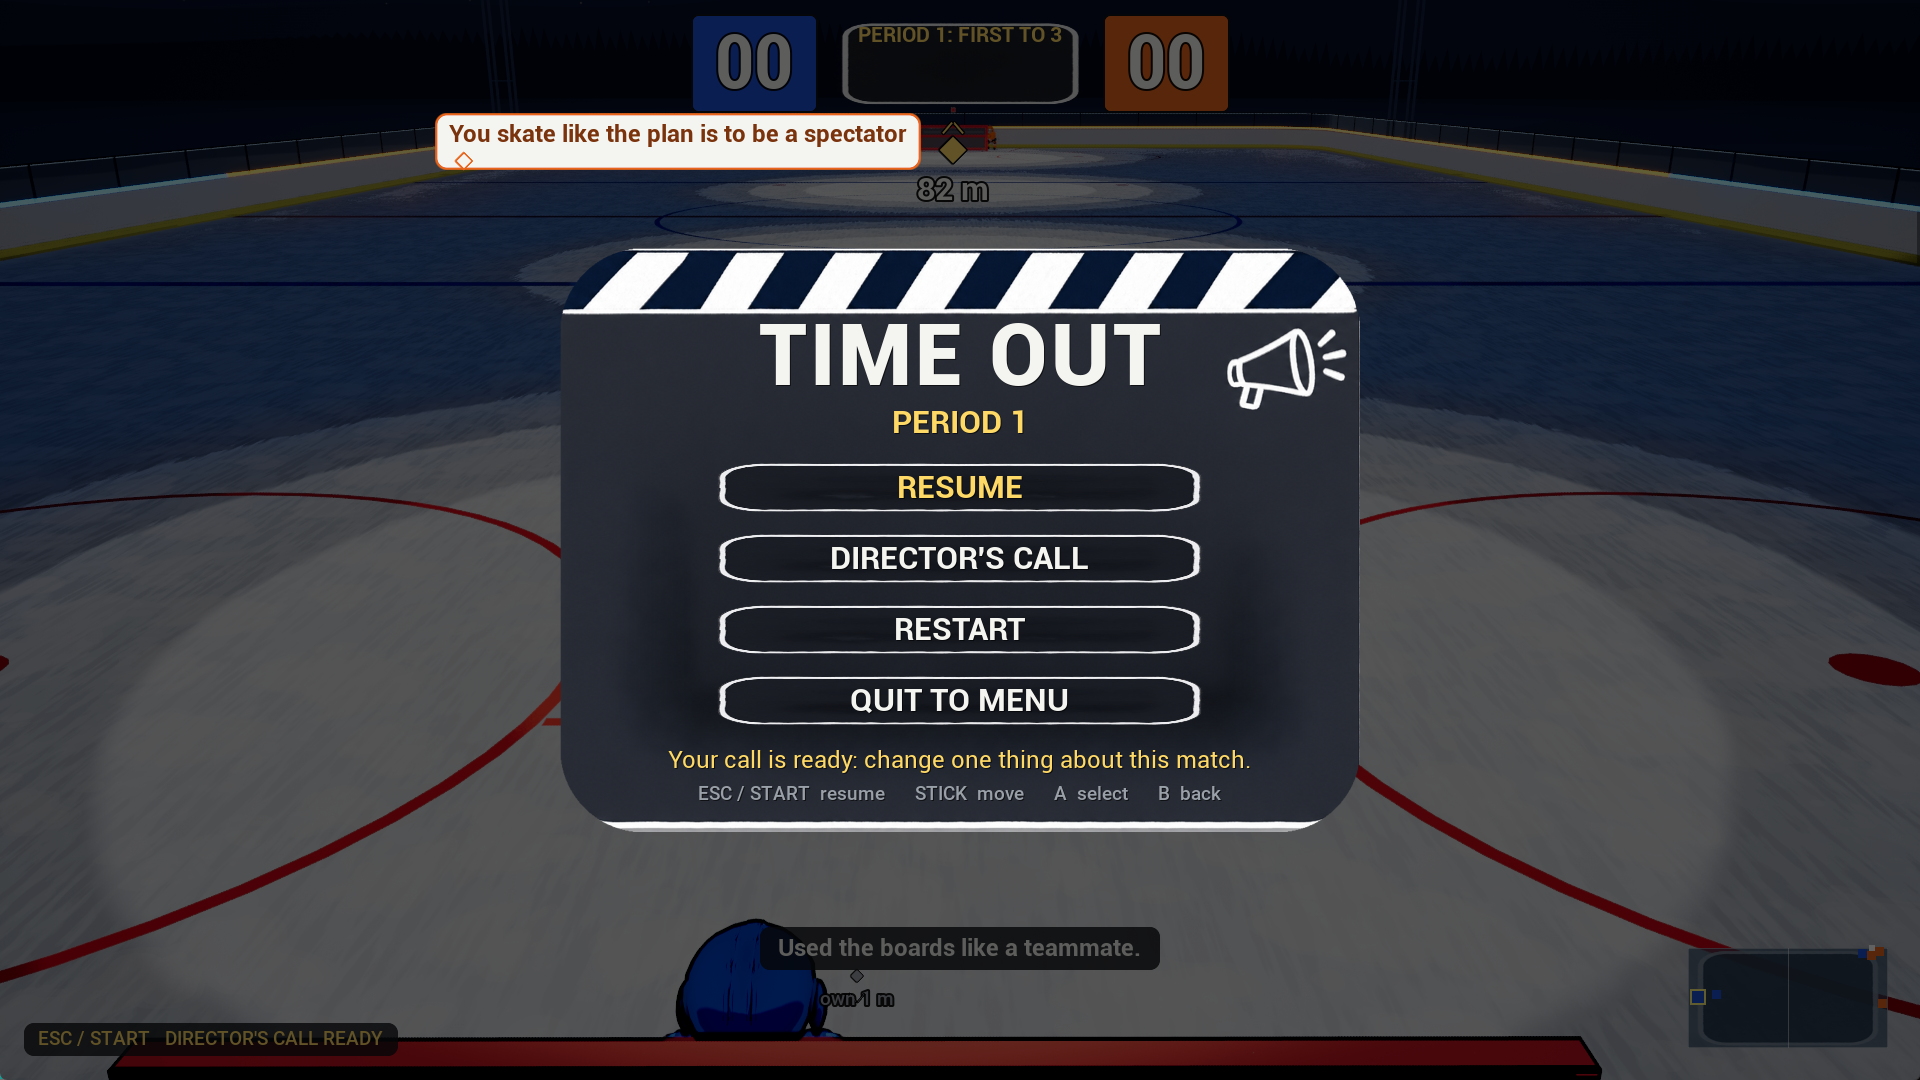 00
PERIOD 1: FIRST TO 3
00
You skate like the plan is to be a spectator
82 m
TIME OUT
PERIOD 1
RESUME
DIRECTOR'S CALL
RESTART
QUIT TO MENU
Your call is ready: change one thing about this match.
ESC / START resume STICK move A select B back
Used the boards like a teammate.
own 1 m
ESC / START DIRECTOR'S CALL READY